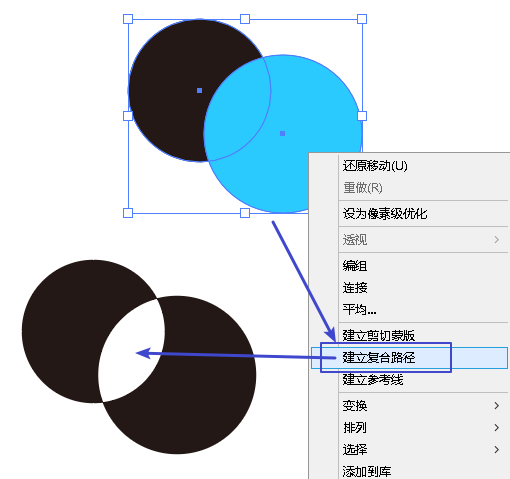 还原移动(U)
重做(R)
设为像素级优化
透视
编组
连接
平均...
建立剪切蒙版
建立复合路径
建立参考线
变换
排列
选择
添加到库